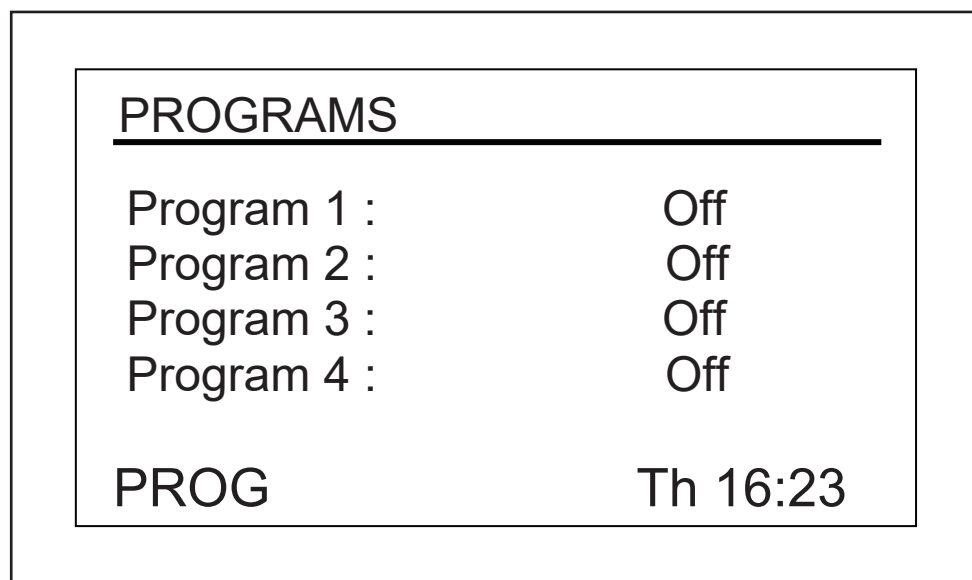 PROGRAMS
Program 1 : Off
Program 2 : Off
Program 3 : Off
Program 4 : Off
PROG Th 16:23